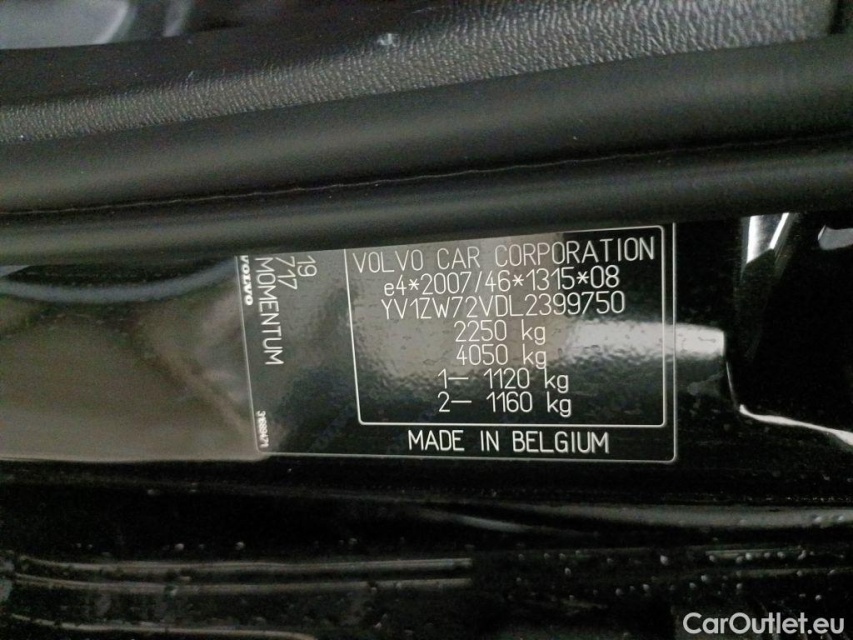 VOLVO CAR CORPORATION
e4*2007/46*1315*08
YV1ZW72VDL2399750
2250 kg
4050 kg
1– 1120 kg
2– 1160 kg
MADE IN BELGIUM
19
717
MOMENTUM
VOLVO
CarOutlet.eu